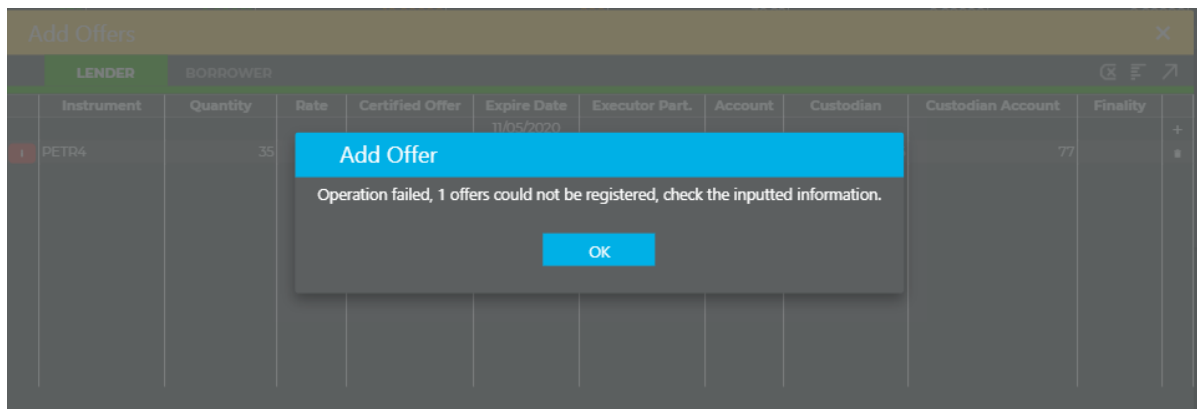 Add Offers
LENDER BORROWER
Instrument Quantity Rate Certified Offer Expire Date Executor Part. Account Custodian Custodian Account Finality
11/05/2020
PETR4 35 77
Add Offer
Operation failed, 1 offers could not be registered, check the inputted information.
OK